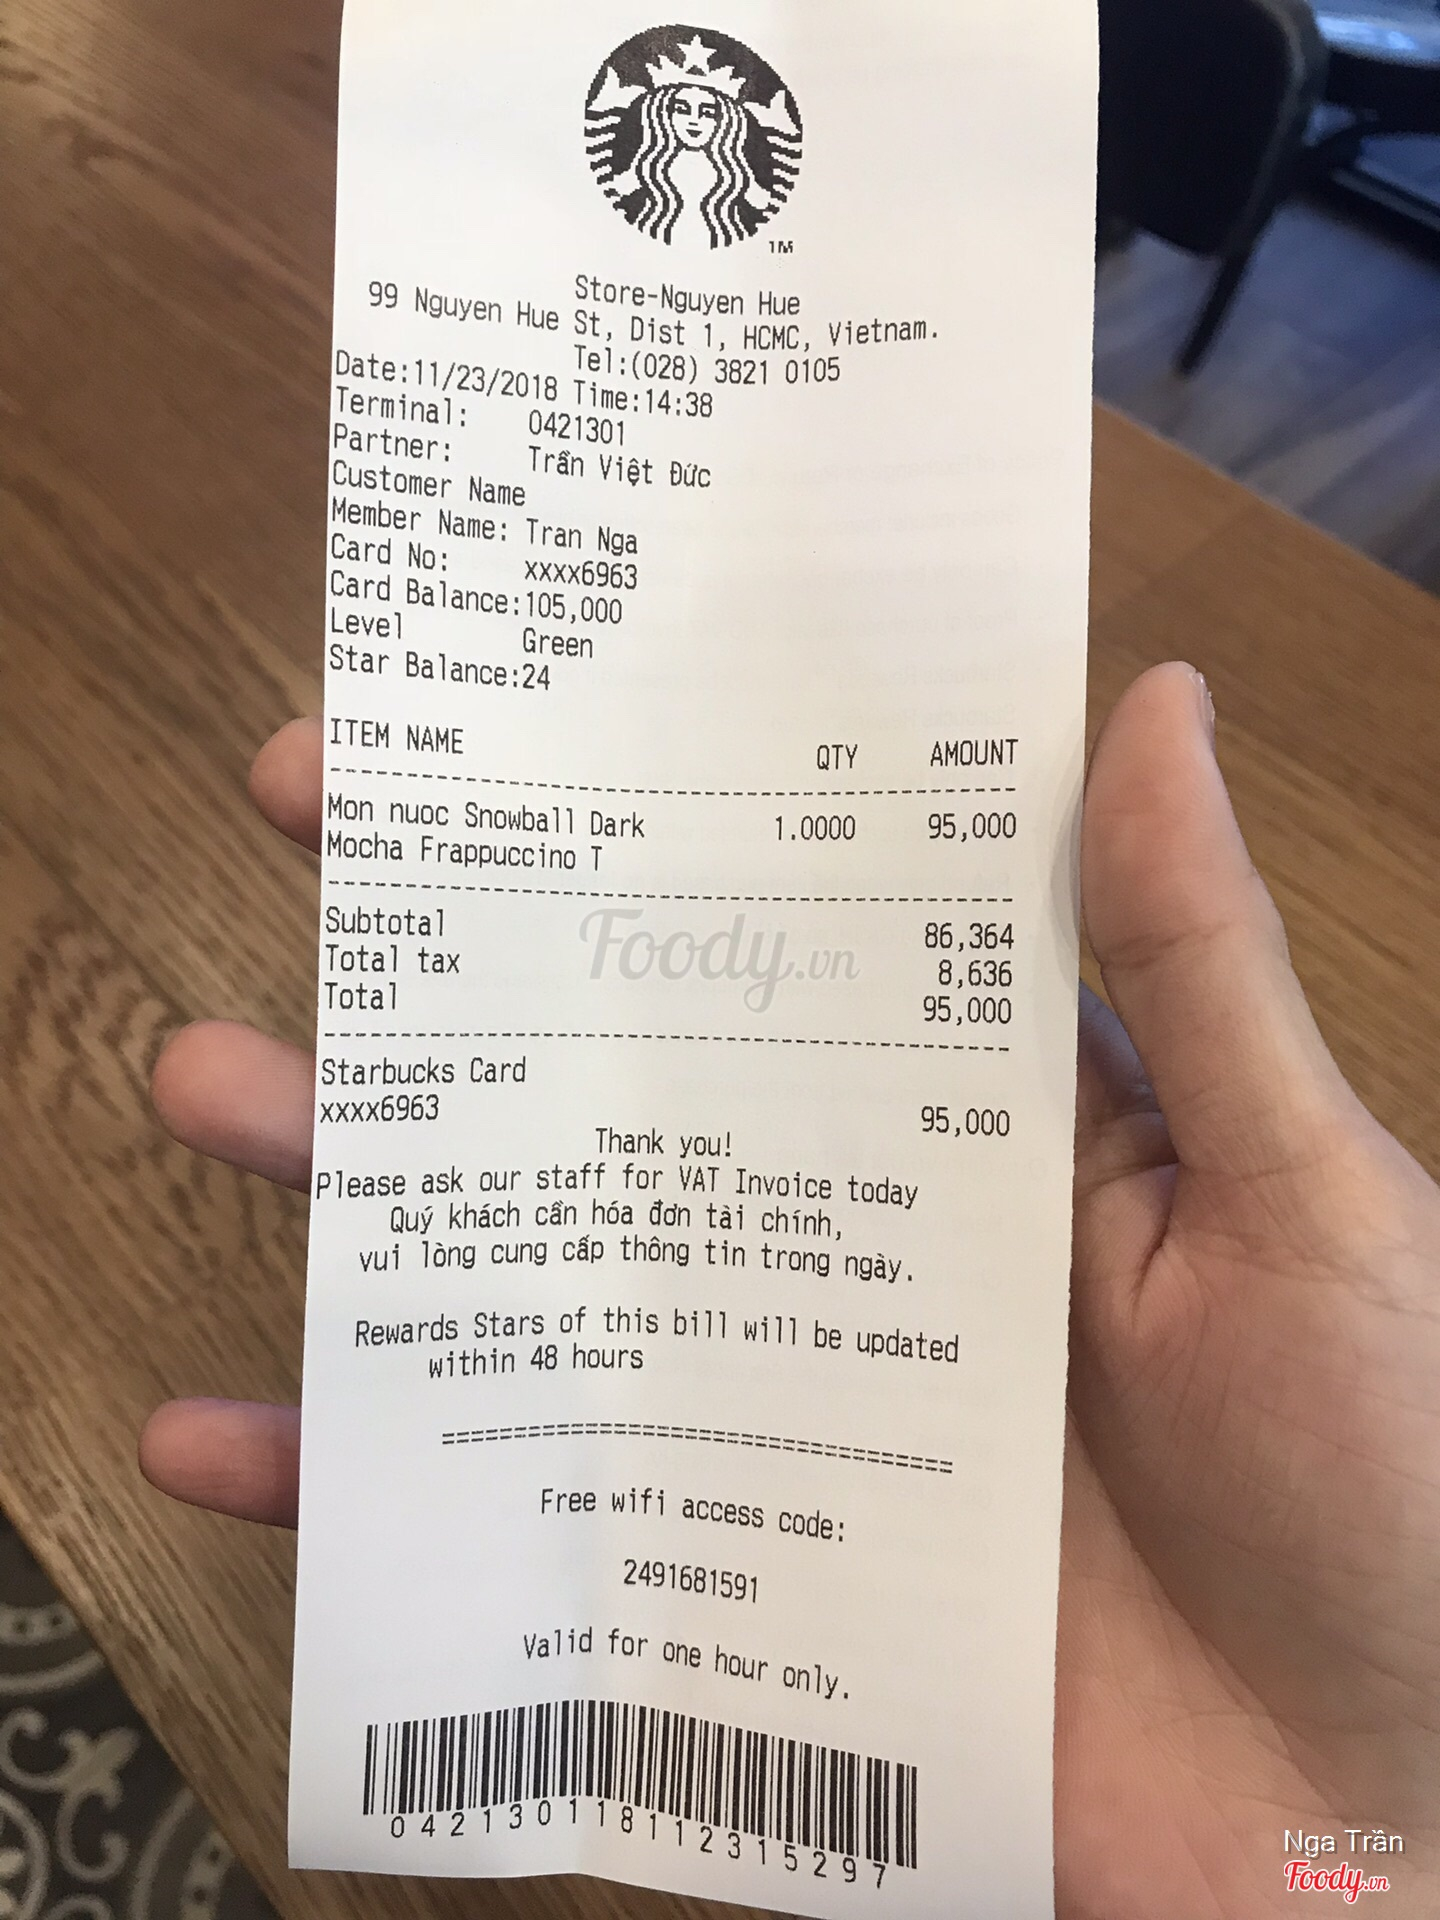 TM
Store-Nguyen Hue
99 Nguyen Hue St, Dist 1, HCMC, Vietnam.
Tel:(028) 3821 0105
Date:11/23/2018 Time:14:38
Terminal: 0421301
Partner: Trần Việt Đức
Customer Name
Member Name: Tran Nga
Card No: xxxx6963
Card Balance:105,000
Level Green
Star Balance:24
ITEM NAME QTY AMOUNT
Mon nuoc Snowball Dark 1.0000 95,000
Mocha Frappuccino T
Subtotal 86,364
Total tax 8,636
Total 95,000
Foody.vn
Starbucks Card
xxxx6963 95,000
Thank you!
Please ask our staff for VAT Invoice today
Quý khách cần hóa đơn tài chính,
vui lòng cung cấp thông tin trong ngày.
Rewards Stars of this bill will be updated
within 48 hours
Free wifi access code:
2491681591
Valid for one hour only.
042130118112315297
Nga Trần
Foody.vn